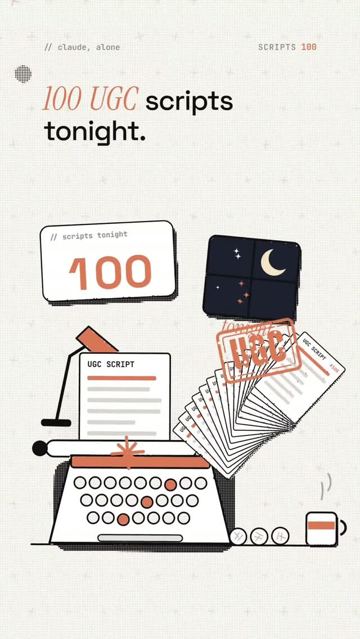 // claude, alone
SCRIPTS 100
100 UGC scripts
tonight.
// scripts tonight
100
UGC
UGC SCRIPT
UGC SCRIPT